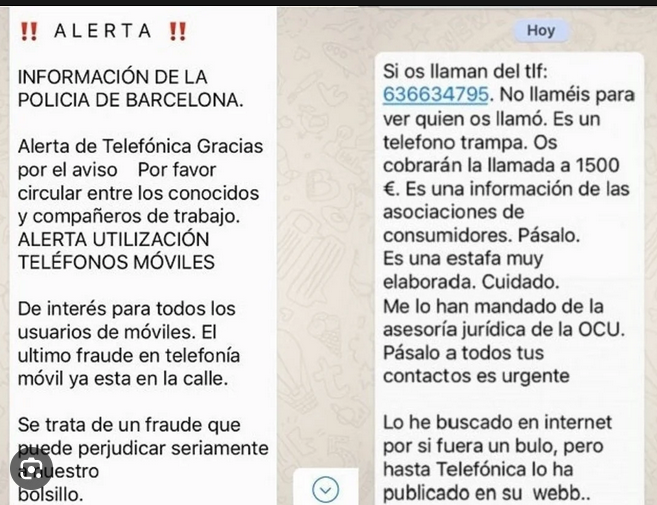 ‼️ A L E R T A ‼️
INFORMACIÓN DE LA
POLICIA DE BARCELONA.
Alerta de Telefónica Gracias
por el aviso    Por favor
circular entre los conocidos
y compañeros de trabajo.
ALERTA UTILIZACIÓN
TELÉFONOS MÓVILES
De interés para todos los
usuarios de móviles. El
ultimo fraude en telefonía
móvil ya esta en la calle.
Se trata de un fraude que
puede perjudicar seriamente
a nuestro
bolsillo.
Hoy
Si os llaman del tlf:
636634795. No llaméis para
ver quien os llamó. Es un
telefono trampa. Os
cobrarán la llamada a 1500
€. Es una información de las
asociaciones de
consumidores. Pásalo.
Es una estafa muy
elaborada. Cuidado.
Me lo han mandado de la
asesoría jurídica de la OCU.
Pásalo a todos tus
contactos es urgente
Lo he buscado en internet
por si fuera un bulo, pero
hasta Telefónica lo ha
publicado en su  webb..